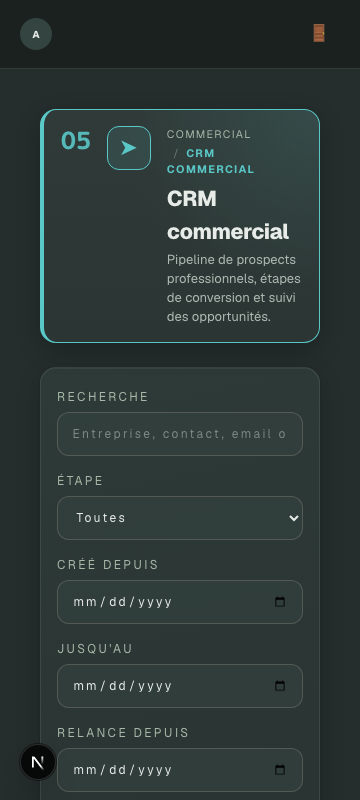 A
05
COMMERCIAL
/ CRM
COMMERCIAL
CRM
commercial
Pipeline de prospects
professionnels, étapes
de conversion et suivi
des opportunités.
RECHERCHE
Entreprise, contact, email o
ÉTAPE
Toutes
CRÉÉ DEPUIS
mm/dd/yyyy
JUSQU'AU
mm/dd/yyyy
RELANCE DEPUIS
N
mm/dd/yyyy